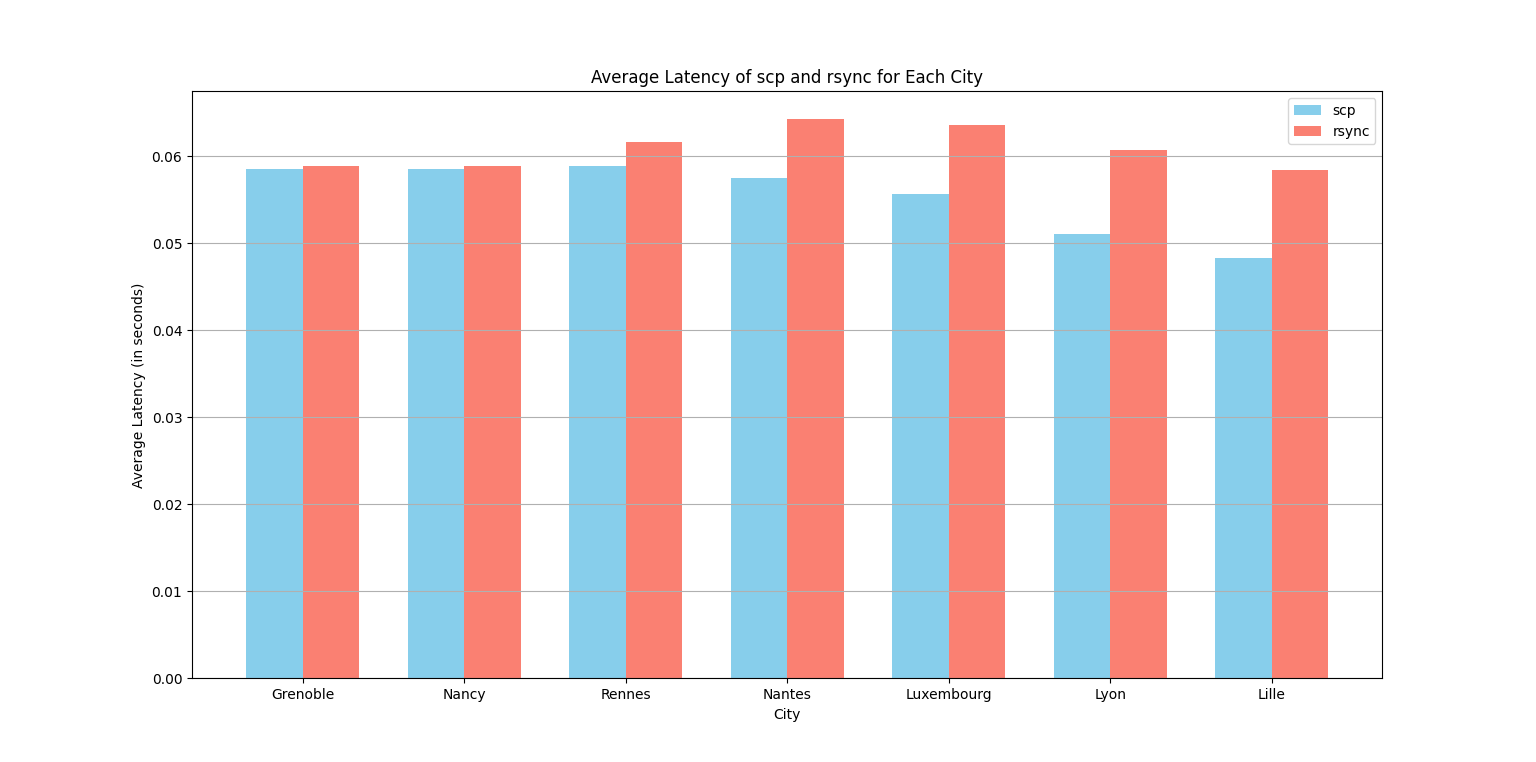 Average Latency of scp and rsync for Each City
scp
rsync
Average Latency (in seconds)
0.06
0.05
0.04
0.03
0.02
0.01
0.00
Grenoble Nancy Rennes Nantes Luxembourg Lyon Lille
City